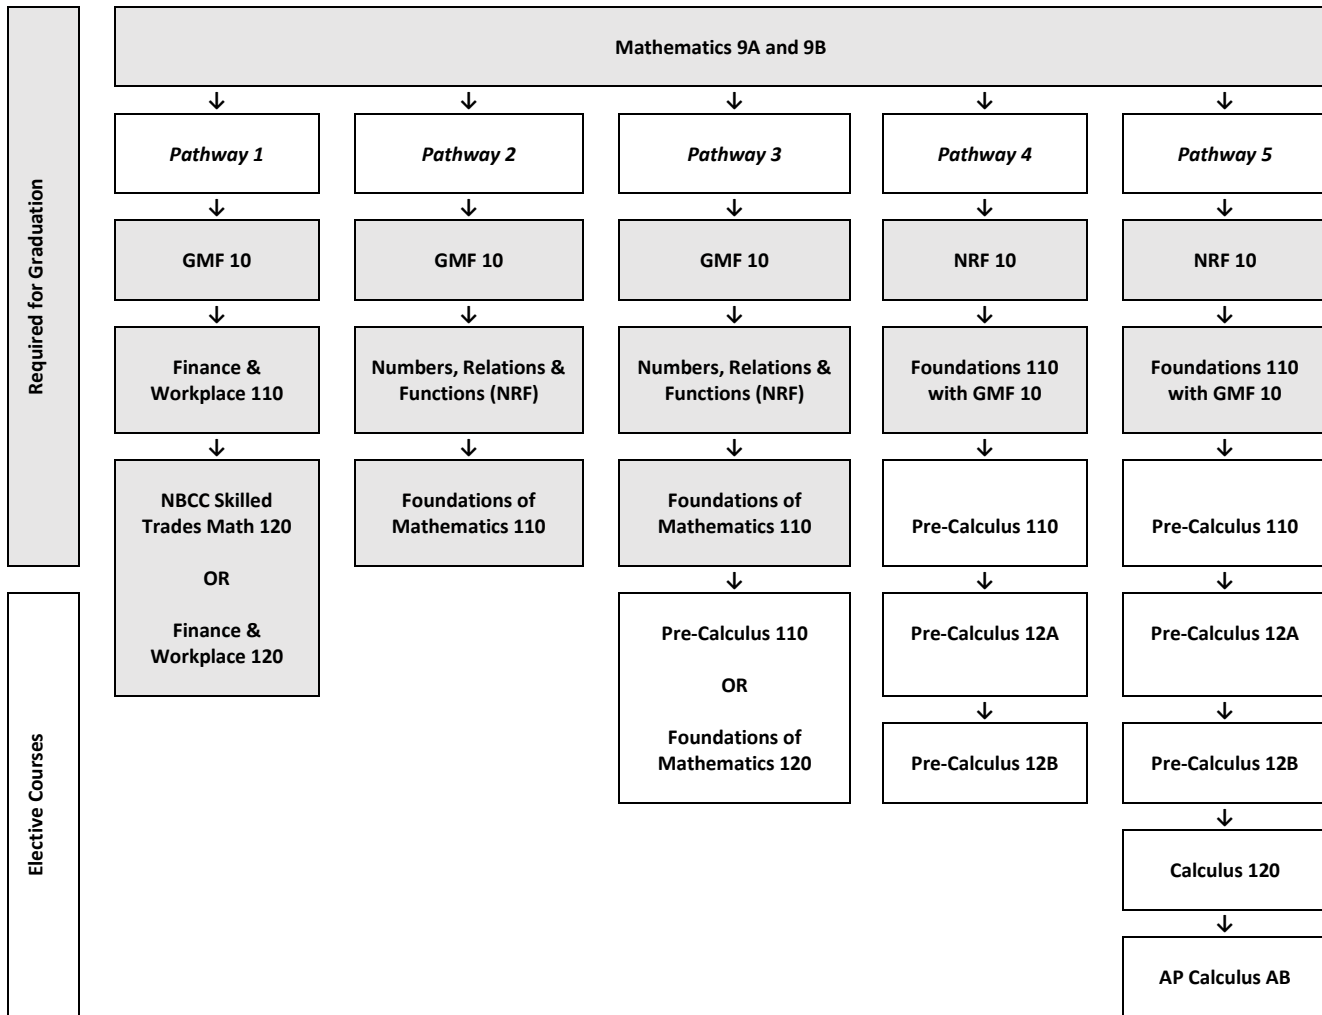 Required for Graduation
Elective Courses
Mathematics 9A and 9B
↓ ↓ ↓ ↓ ↓
Pathway 1
Pathway 2
Pathway 3
Pathway 4
Pathway 5
↓ ↓ ↓ ↓ ↓
GMF 10
GMF 10
GMF 10
NRF 10
NRF 10
↓ ↓ ↓ ↓ ↓
Finance &
Workplace 110
Numbers, Relations &
Functions (NRF)
Numbers, Relations &
Functions (NRF)
Foundations 110
with GMF 10
Foundations 110
with GMF 10
↓ ↓ ↓ ↓ ↓
NBCC Skilled
Trades Math 120
OR
Finance &
Workplace 120
Foundations of
Mathematics 110
Foundations of
Mathematics 110
Pre-Calculus 110
Pre-Calculus 110
↓ ↓ ↓
Pre-Calculus 110
OR
Foundations of
Mathematics 120
Pre-Calculus 12A
Pre-Calculus 12A
↓ ↓
Pre-Calculus 12B
Pre-Calculus 12B
↓
Calculus 120
↓
AP Calculus AB